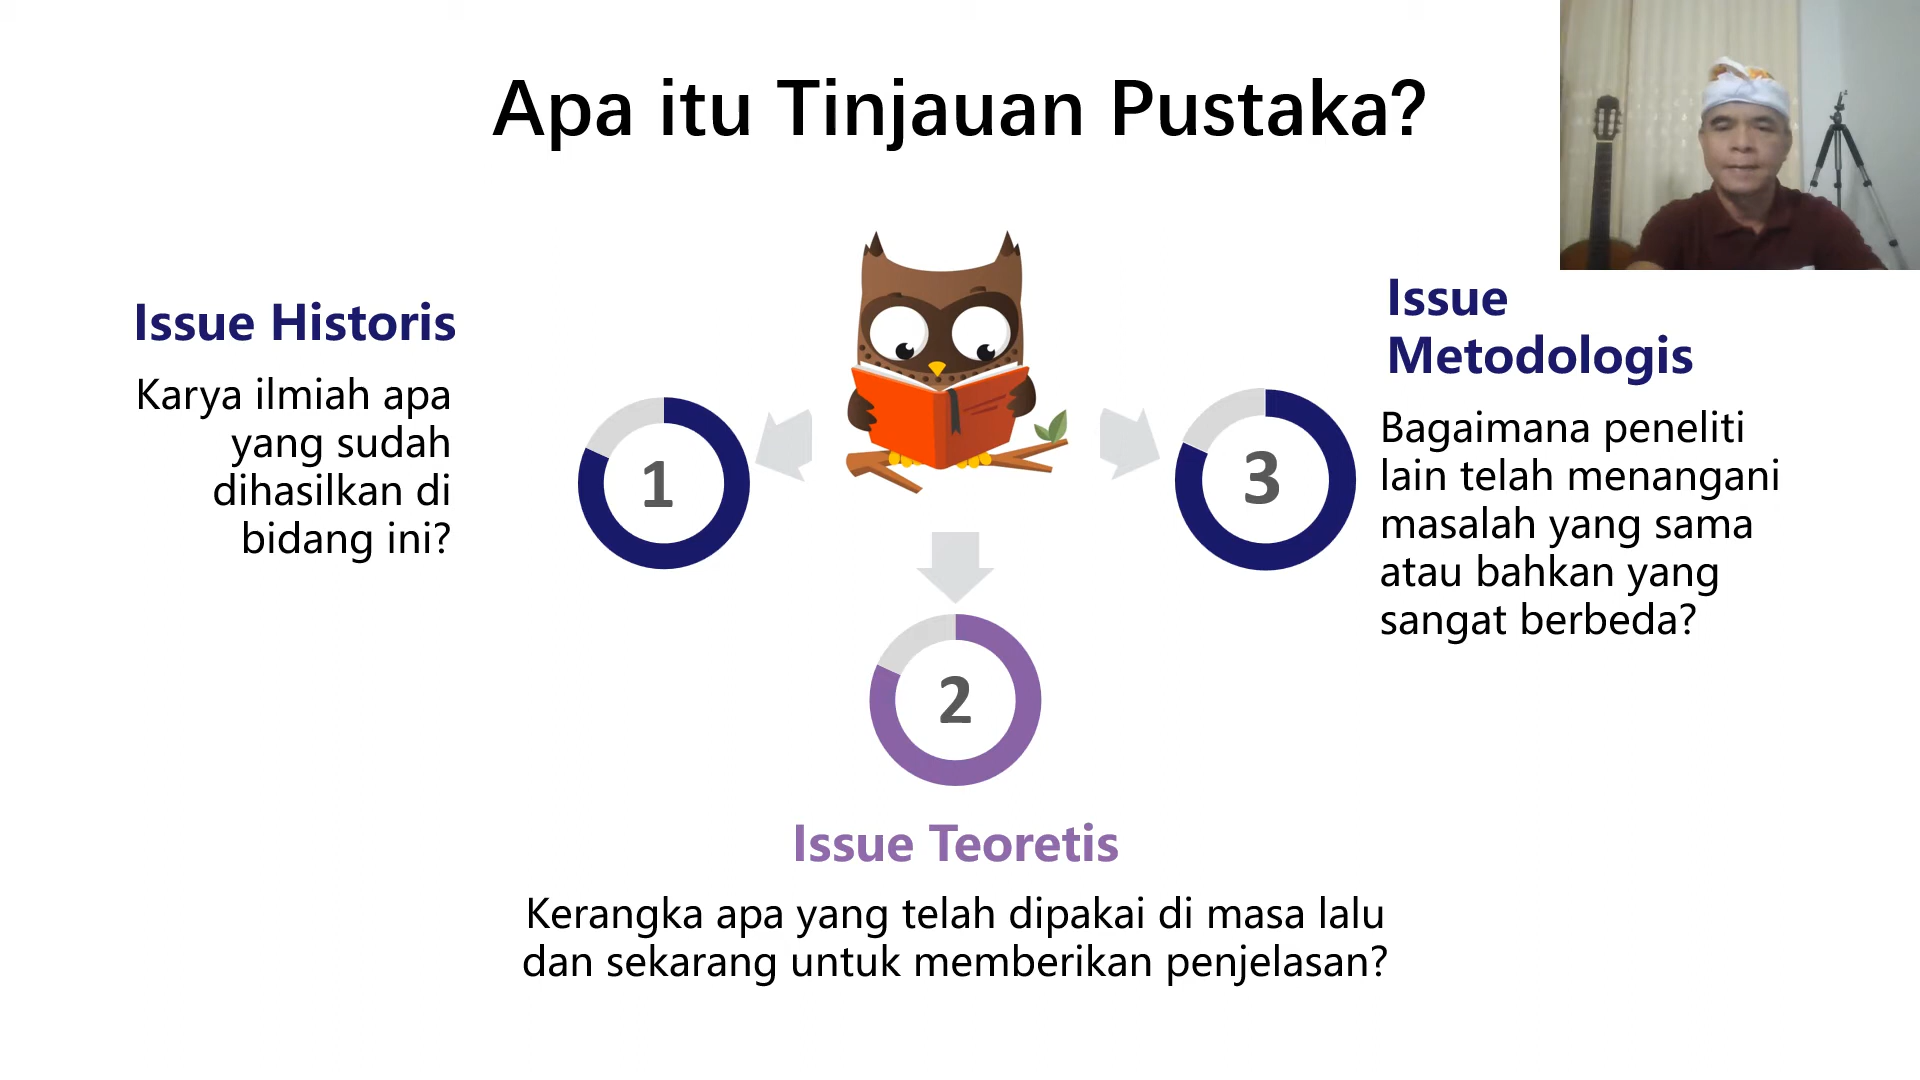 Apa itu Tinjauan Pustaka?
Issue Historis
Karya ilmiah apa
yang sudah
dihasilkan di
bidang ini?
1
2
Issue Teoretis
Kerangka apa yang telah dipakai di masa lalu
dan sekarang untuk memberikan penjelasan?
3
Issue
Metodologis
Bagaimana peneliti
lain telah menangani
masalah yang sama
atau bahkan yang
sangat berbeda?